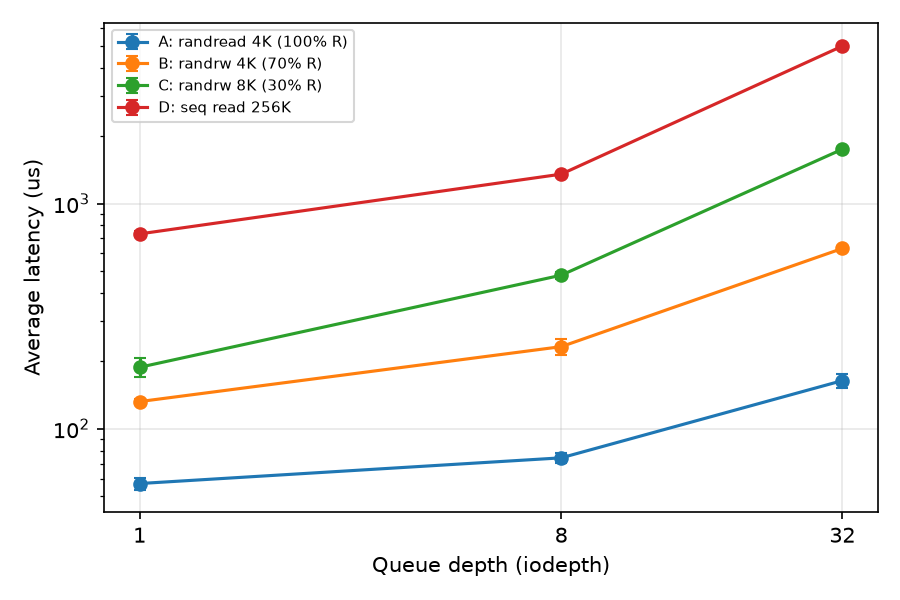 A: randread 4K (100% R)
B: randrw 4K (70% R)
C: randrw 8K (30% R)
D: seq read 256K
Average latency (us)
10³
10²
1
8
32
Queue depth (iodepth)